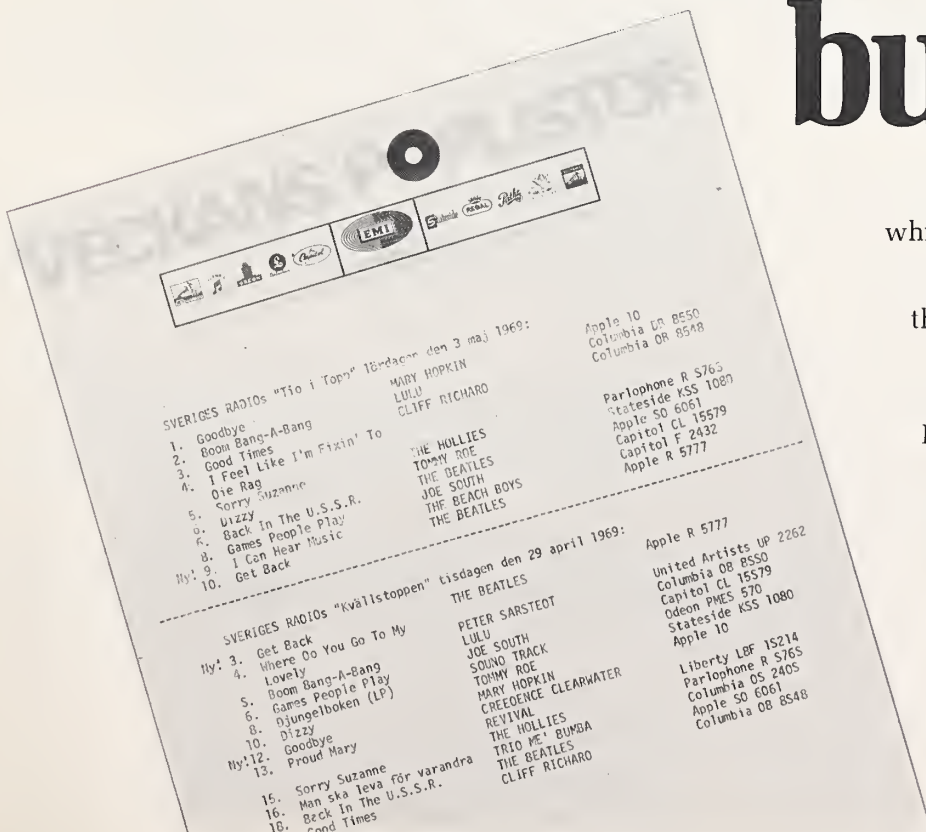 bu
whi
th
VECKANS POPLISTOR
EMI
Capitol
Stateside REGAL Pathé
SVERIGES RADIOs "Tio i Topp" lördagen den 3 maj 1969:
1. Goodbye MARY HOPKIN Apple 10
2. Boom Bang-A-Bang LULU Columbia DB 8550
3. Good Times CLIFF RICHARD Columbia DB 8548
4. I Feel Like I'm Fixin' To
Die Rag
5. Sorry Suzanne THE HOLLIES Parlophone R 5765
6. Dizzy TOMMY ROE Stateside KSS 1080
6. Back In The U.S.S.R. THE BEATLES Apple SO 6061
8. Games People Play JOE SOUTH Capitol CL 15579
Ny! 9. I Can Hear Music THE BEACH BOYS Capitol F 2432
10. Get Back THE BEATLES Apple R 5777
SVERIGES RADIOs "Kvällstoppen" tisdagen den 29 april 1969:
Ny! 3. Get Back THE BEATLES Apple R 5777
4. Where Do You Go To My
Lovely PETER SARSTEDT United Artists UP 2262
5. Boom Bang-A-Bang LULU Columbia DB 8550
6. Games People Play JOE SOUTH Capitol CL 15579
8. Djungelboken (LP) SOUND TRACK Odeon PMES 570
10. Dizzy TOMMY ROE Stateside KSS 1080
Ny! 12. Goodbye MARY HOPKIN Apple 10
13. Proud Mary CREEDENCE CLEARWATER
REVIVAL Liberty LBF 15214
15. Sorry Suzanne THE HOLLIES Parlophone R 5765
16. Man ska leva för varandra TRIO ME' BUMBA Columbia DS 2405
18. Back In The U.S.S.R. THE BEATLES Apple SO 6061
Good Times CLIFF RICHARD Columbia DB 8548